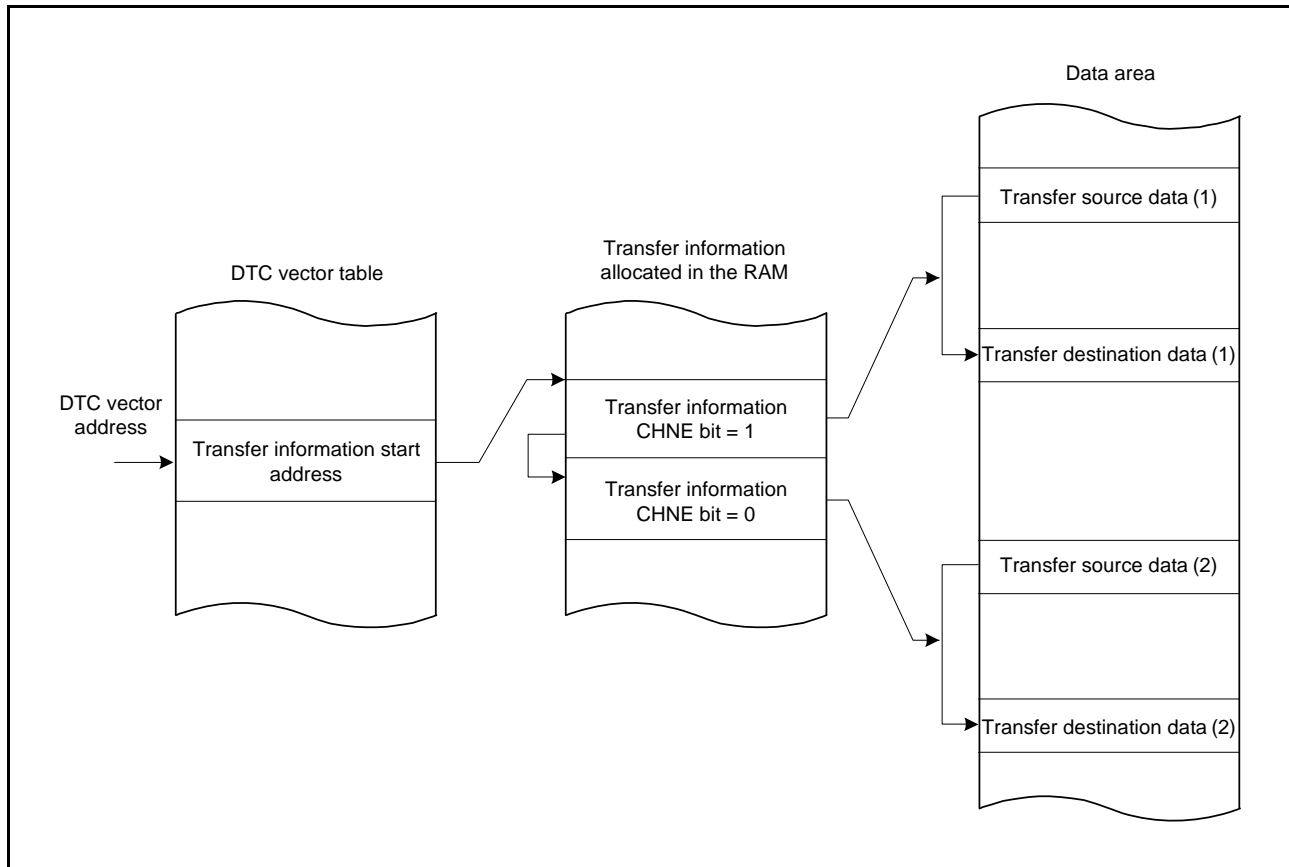 Data area
Transfer source data (1)
Transfer information
allocated in the RAM
DTC vector table
Transfer destination data (1)
DTC vector
address
Transfer information
CHNE bit = 1
Transfer information start
address
Transfer information
CHNE bit = 0
Transfer source data (2)
Transfer destination data (2)